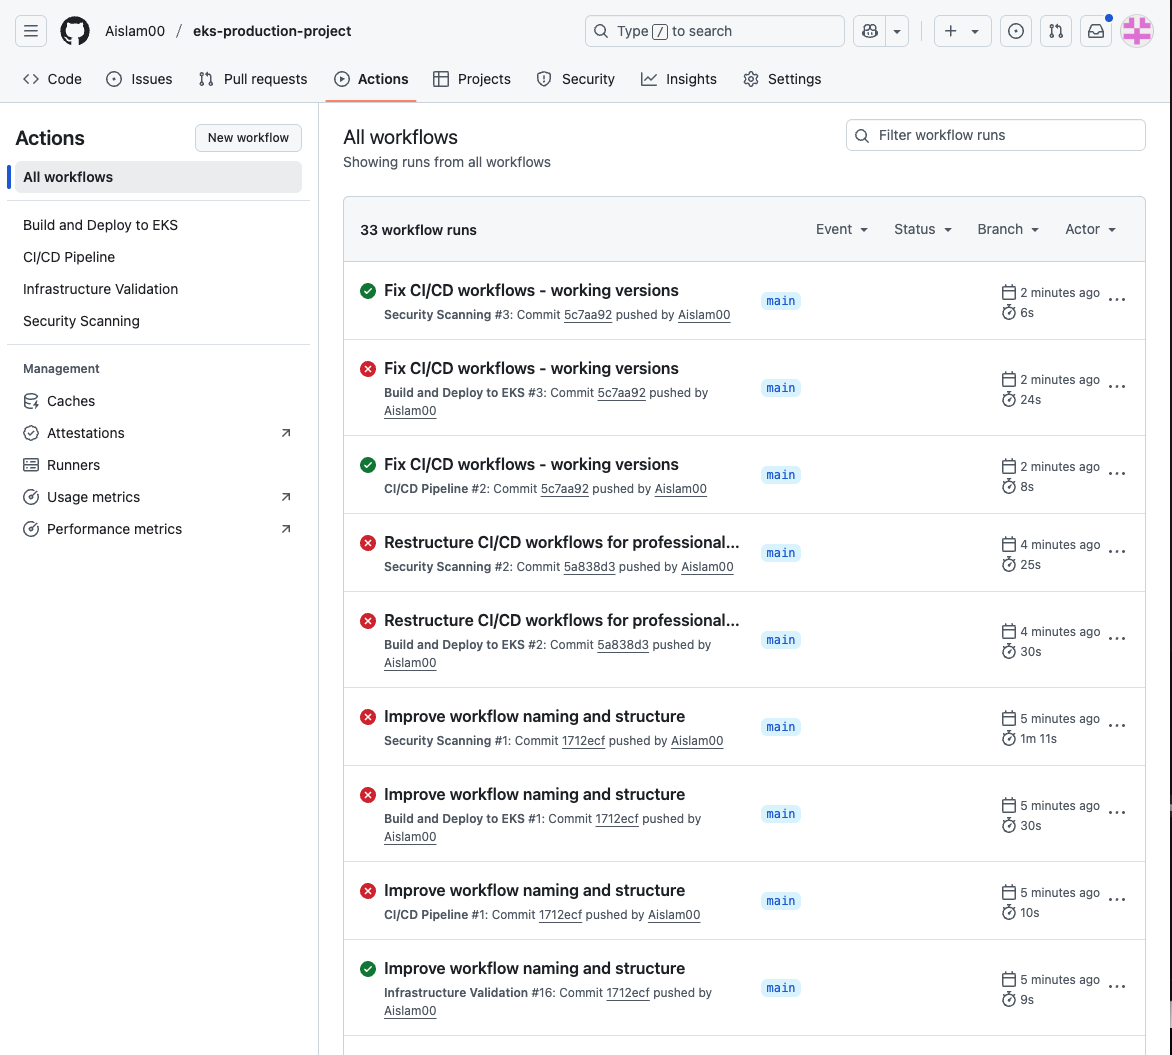 Aislam00 / eks-production-project
Type / to search
Code
Issues
Pull requests
Actions
Projects
Security
Insights
Settings
Actions
New workflow
All workflows
Build and Deploy to EKS
CI/CD Pipeline
Infrastructure Validation
Security Scanning
Management
Caches
Attestations
Runners
Usage metrics
Performance metrics
All workflows
Showing runs from all workflows
Filter workflow runs
33 workflow runs
Event
Status
Branch
Actor
Fix CI/CD workflows - working versions
Security Scanning #3: Commit 5c7aa92 pushed by Aislam00
main
2 minutes ago
6s
Fix CI/CD workflows - working versions
Build and Deploy to EKS #3: Commit 5c7aa92 pushed by
Aislam00
main
2 minutes ago
24s
Fix CI/CD workflows - working versions
CI/CD Pipeline #2: Commit 5c7aa92 pushed by Aislam00
main
2 minutes ago
8s
Restructure CI/CD workflows for professional...
Security Scanning #2: Commit 5a838d3 pushed by Aislam00
main
4 minutes ago
25s
Restructure CI/CD workflows for professional...
Build and Deploy to EKS #2: Commit 5a838d3 pushed by
Aislam00
main
4 minutes ago
30s
Improve workflow naming and structure
Security Scanning #1: Commit 1712ecf pushed by Aislam00
main
5 minutes ago
1m 11s
Improve workflow naming and structure
Build and Deploy to EKS #1: Commit 1712ecf pushed by
Aislam00
main
5 minutes ago
30s
Improve workflow naming and structure
CI/CD Pipeline #1: Commit 1712ecf pushed by Aislam00
main
5 minutes ago
10s
Improve workflow naming and structure
Infrastructure Validation #16: Commit 1712ecf pushed by
Aislam00
main
5 minutes ago
9s